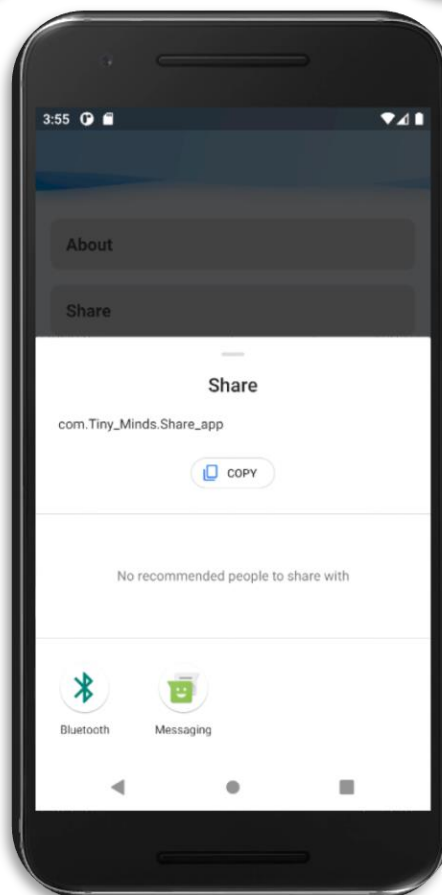 3:55
About
Share
Share
com.Tiny_Minds.Share_app
COPY
No recommended people to share with
Bluetooth
Messaging